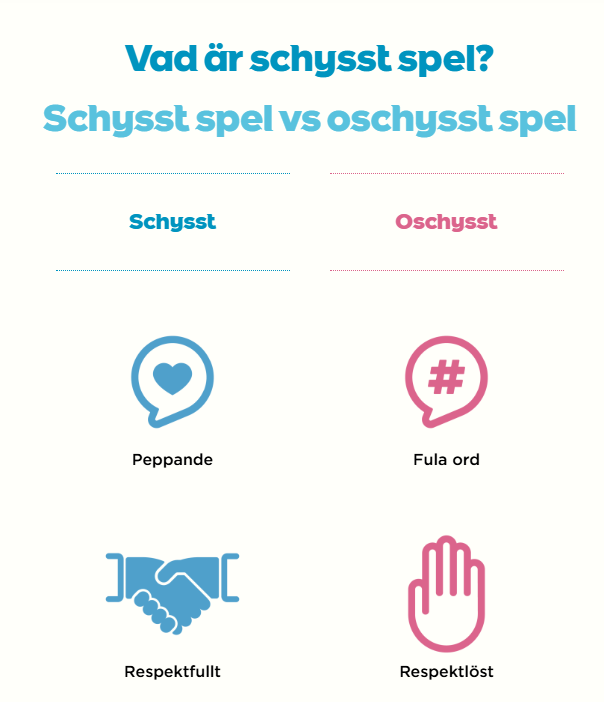 Vad är schysst spel?
Schysst spel vs oschysst spel
Schysst
Oschysst
#
Peppande
Fula ord
Respektfullt
Respektlöst